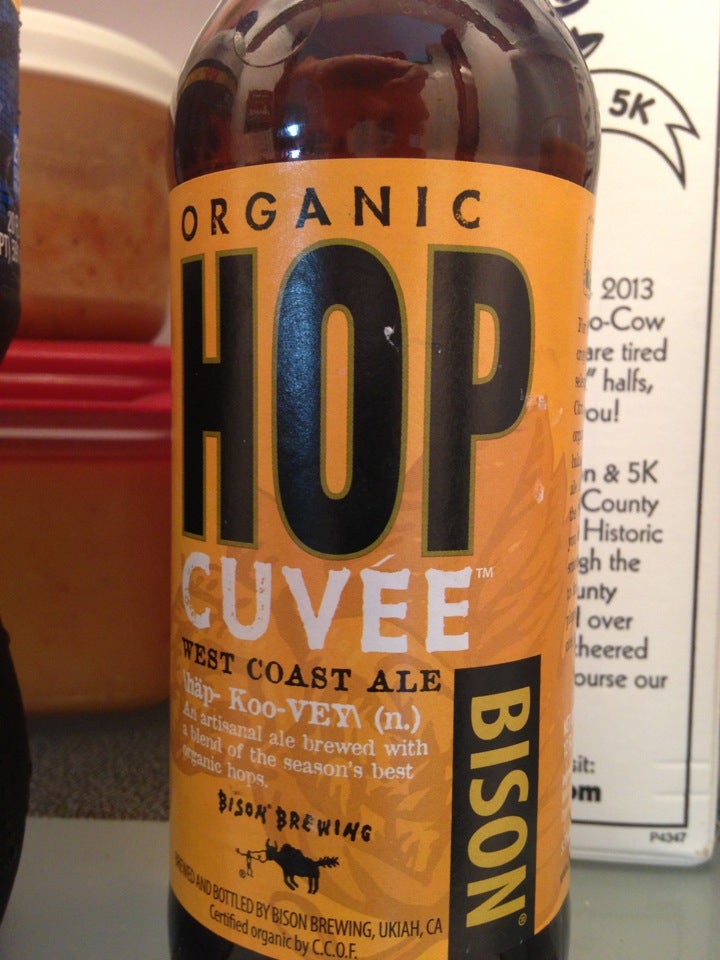 ORGANIC
HOP
CUVÉE™
WEST COAST ALE
\häp- Koo-VEY\ (n.)
An artisanal ale brewed with
a blend of the season's best
organic hops.
BISON BREWING
BREWED AND BOTTLED BY BISON BREWING, UKIAH, CA
Certified organic by C.C.O.F.
BISON®
5K
2013
o-Cow
are tired
" halfs,
ou!
n & 5K
County
Historic
gh the
unty
l over
cheered
ourse our
sit:
om
P4347